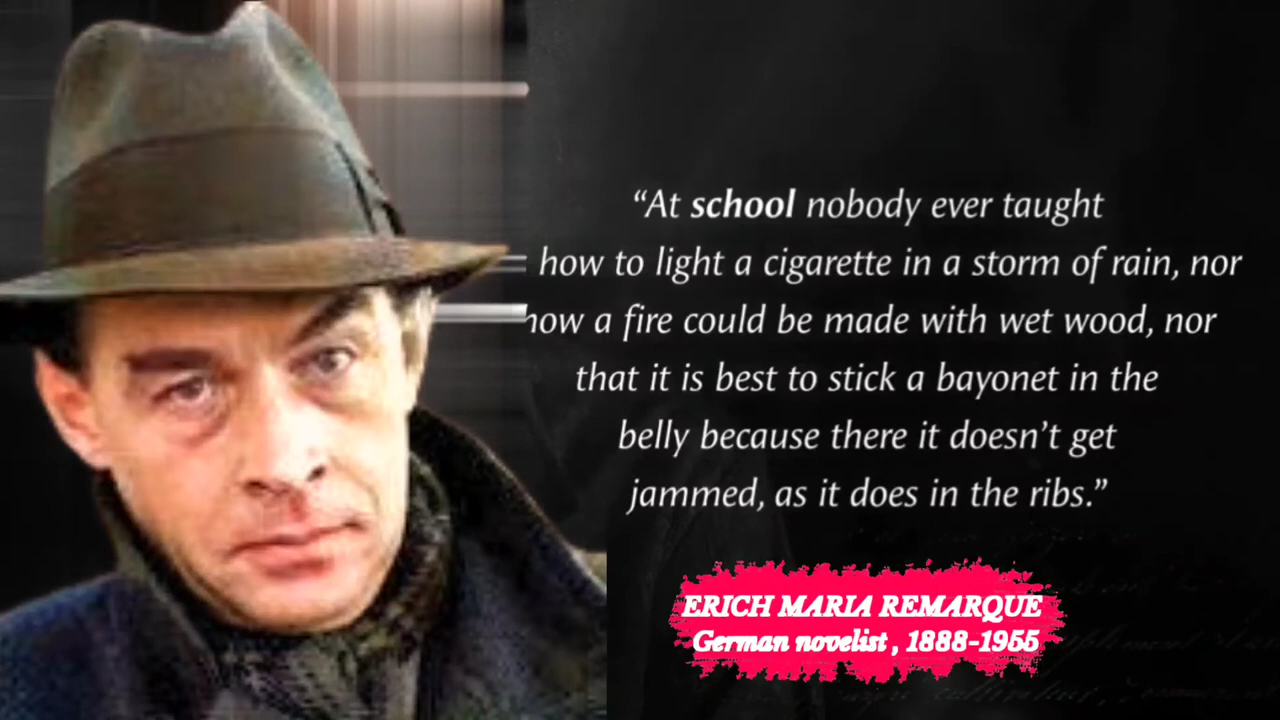 “At school nobody ever taught
how to light a cigarette in a storm of rain, nor
how a fire could be made with wet wood, nor
that it is best to stick a bayonet in the
belly because there it doesn’t get
jammed, as it does in the ribs.”
ERICH MARIA REMARQUE
German novelist , 1888-1955